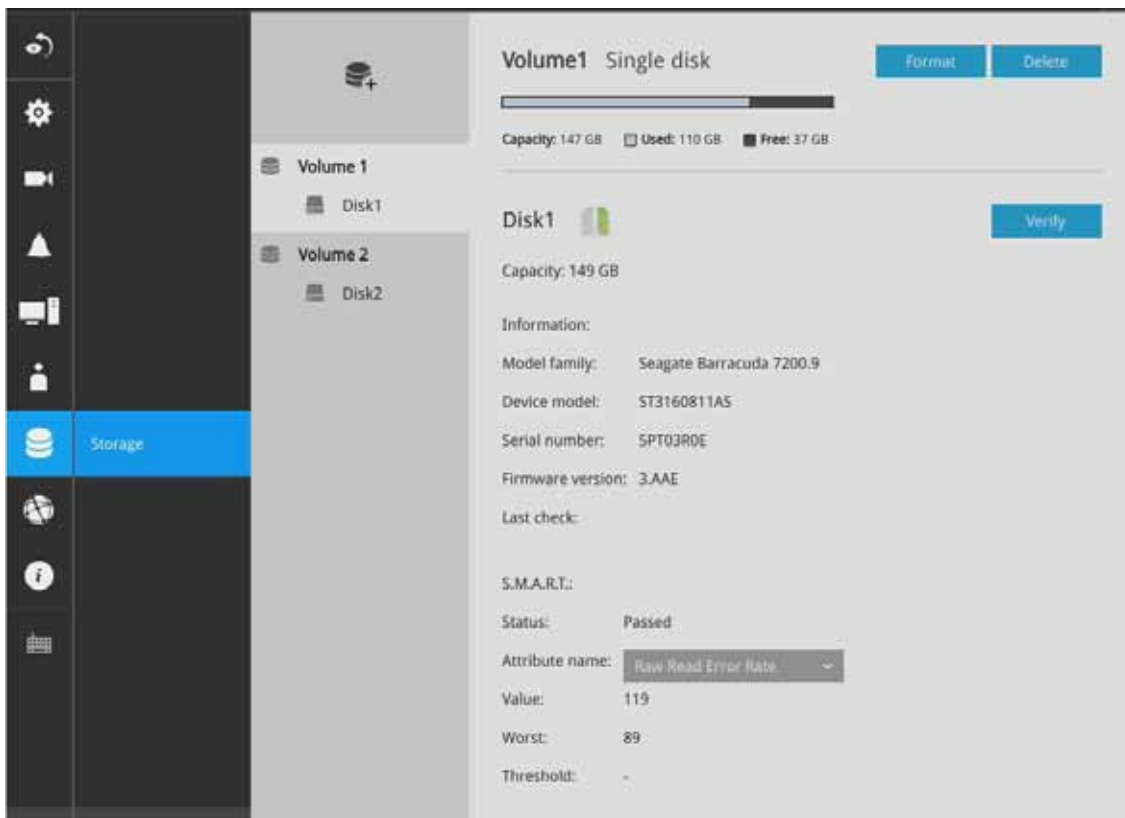 Volume1 Single disk
Format
Delete
Capacity: 147 GB Used: 110 GB Free: 37 GB
Volume 1
Disk1
Volume 2
Disk2
Storage
Disk1
Verify
Capacity: 149 GB
Information:
Model family: Seagate Barracuda 7200.9
Device model: ST3160811AS
Serial number: 5PT03R0E
Firmware version: 3.AAE
Last check:
S.M.A.R.T.:
Status: Passed
Attribute name: Raw Read Error Rate
Value: 119
Worst: 89
Threshold: -